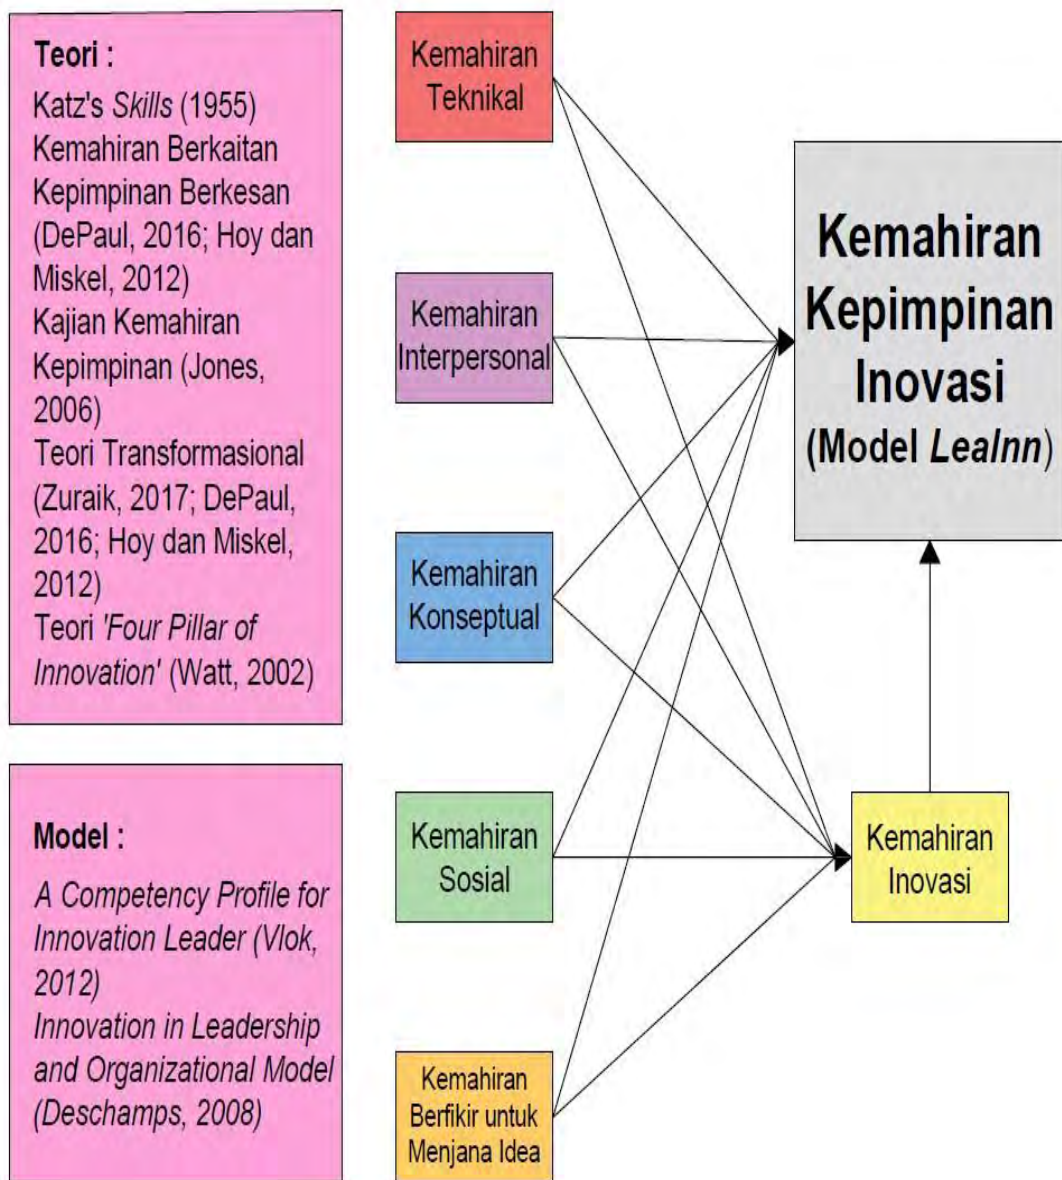 Teori :
Katz's Skills (1955)
Kemahiran Berkaitan
Kepimpinan Berkesan
(DePaul, 2016; Hoy dan
Miskel, 2012)
Kajian Kemahiran
Kepimpinan (Jones,
2006)
Teori Transformasional
(Zuraik, 2017; DePaul,
2016; Hoy dan Miskel,
2012)
Teori 'Four Pillar of
Innovation' (Watt, 2002)
Model :
A Competency Profile for
Innovation Leader (Vlok,
2012)
Innovation in Leadership
and Organizational Model
(Deschamps, 2008)
Kemahiran
Teknikal
Kemahiran
Interpersonal
Kemahiran
Konseptual
Kemahiran
Sosial
Kemahiran
Berfikir untuk
Menjana Idea
Kemahiran
Kepimpinan
Inovasi
(Model LeaInn)
Kemahiran
Inovasi